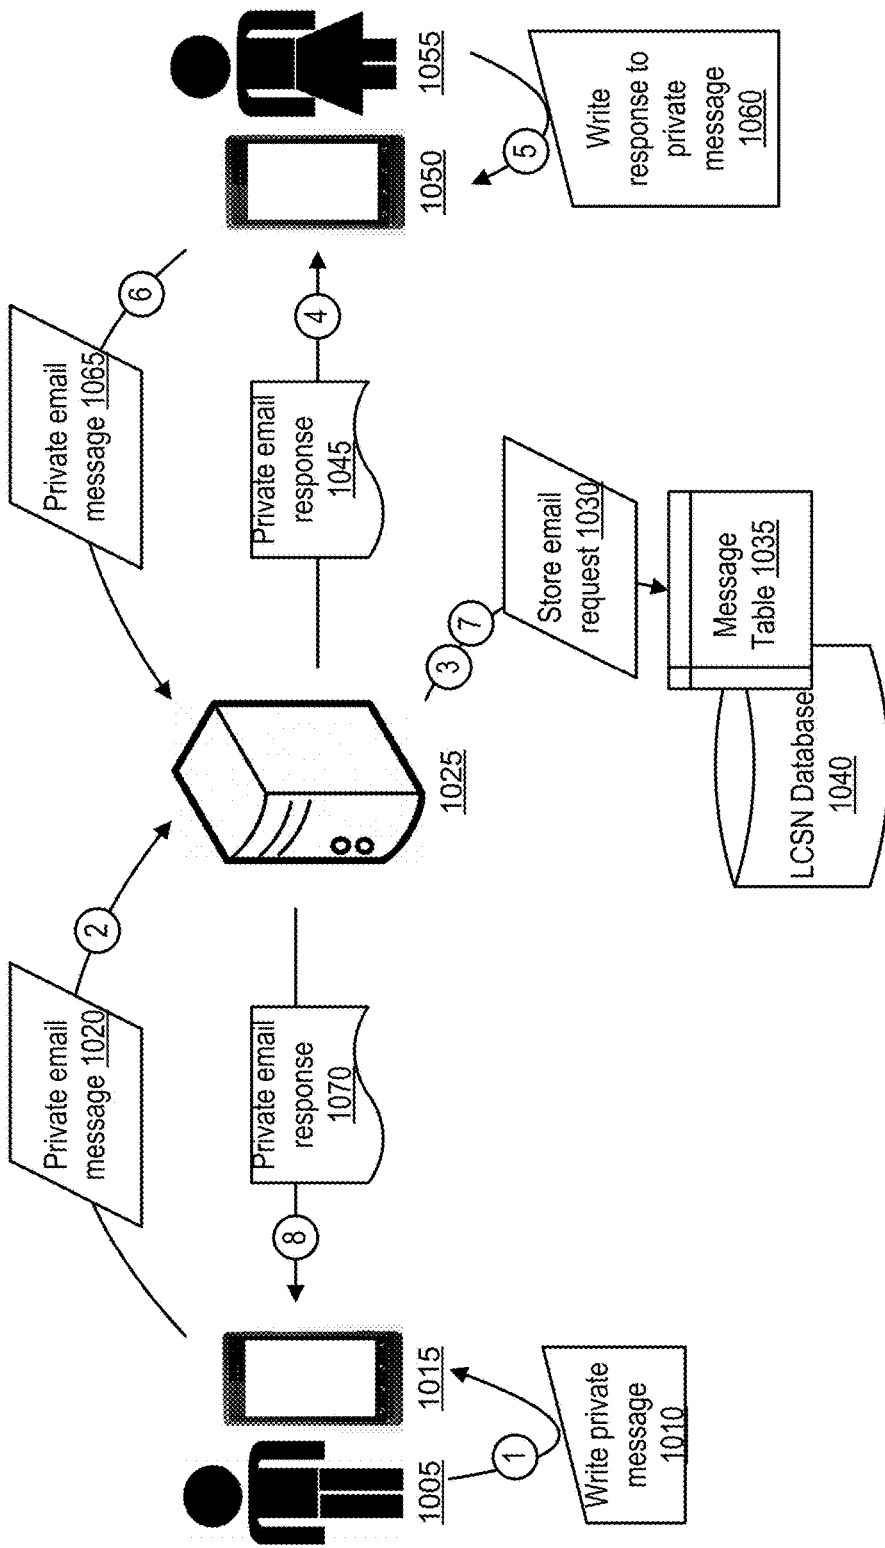 Private email
message 1020
2
Private email
message 1065
6
Private email
response
1070
8
Private email
response
1045
4
1005
1015
1025
1050
1055
1
3
7
5
Write private
message
1010
Store email
request 1030
Write
response to
private
message
1060
Message
Table 1035
LCSN Database
1040